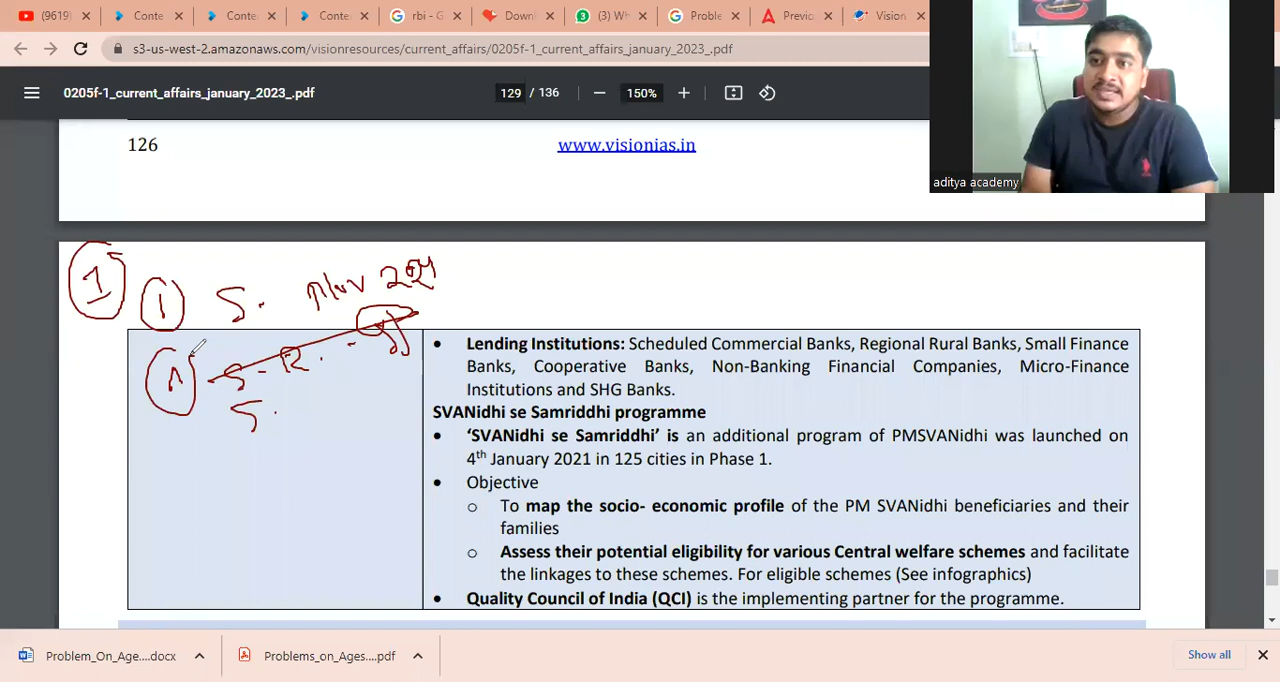 (9619)
Conte
Conte
Conte
rbi - G
Downl
(3) Wh
Proble
Previc
Vision
s3-us-west-2.amazonaws.com/visionresources/current_affairs/0205f-1_current_affairs_january_2023_.pdf
0205f-1_current_affairs_january_2023_.pdf
129 / 136
150%
aditya academy
126
www.visionias.in
1
1 S.
S - R. -
S.
• Lending Institutions: Scheduled Commercial Banks, Regional Rural Banks, Small Finance
Banks, Cooperative Banks, Non-Banking Financial Companies, Micro-Finance
Institutions and SHG Banks.
SVANidhi se Samriddhi programme
• ‘SVANidhi se Samriddhi’ is an additional program of PMSVANidhi was launched on
4th January 2021 in 125 cities in Phase 1.
• Objective
o To map the socio- economic profile of the PM SVANidhi beneficiaries and their
families
o Assess their potential eligibility for various Central welfare schemes and facilitate
the linkages to these schemes. For eligible schemes (See infographics)
• Quality Council of India (QCI) is the implementing partner for the programme.
Problem_On_Age....docx
Problems_on_Ages....pdf
Show all